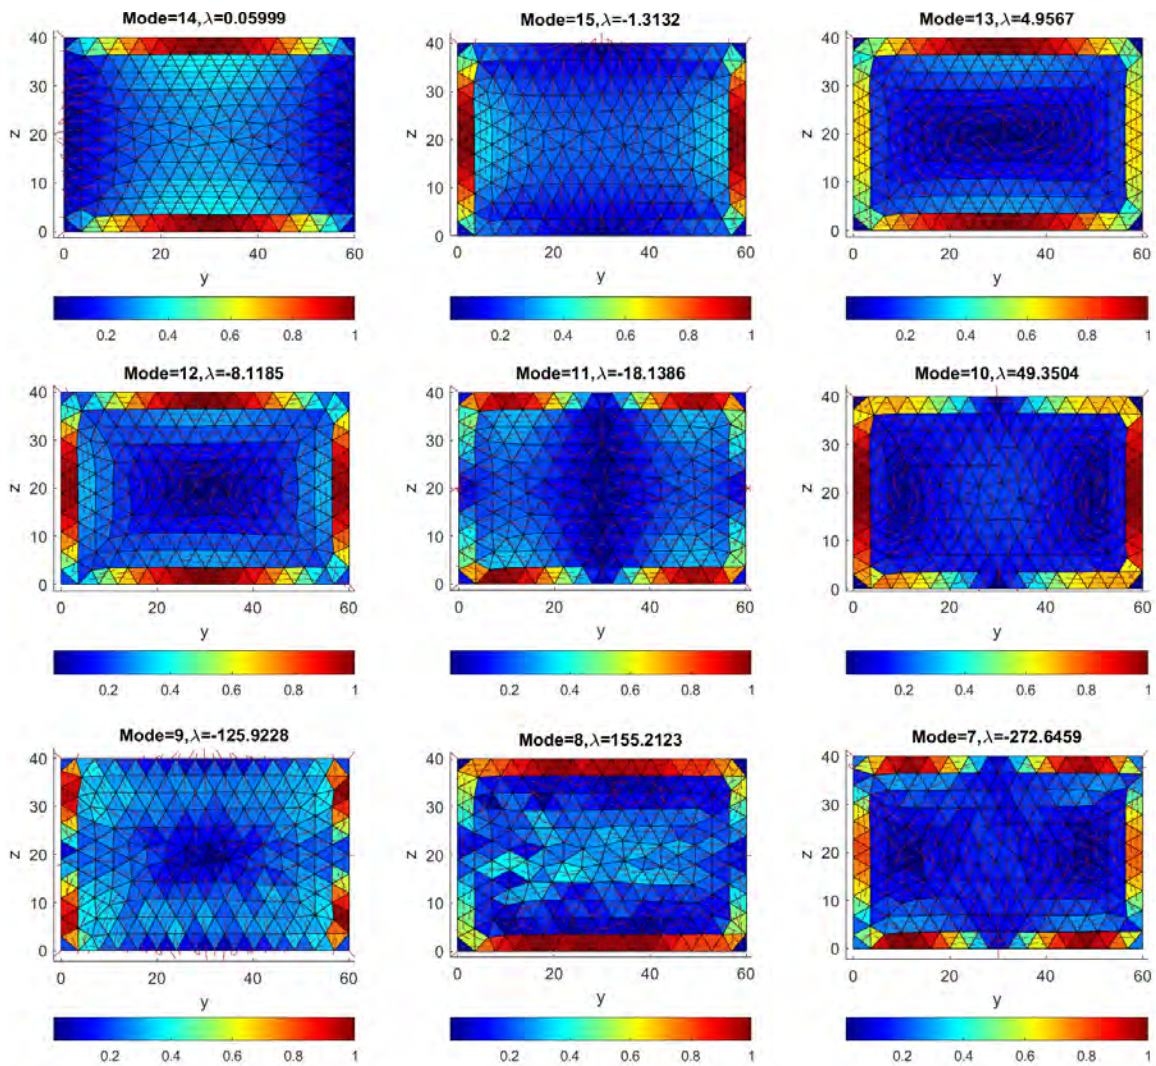 Mode=14,λ=0.05999
Mode=15,λ=-1.3132
Mode=13,λ=4.9567
40
30
20
10
0
z
0 20 40 60
y
0.2 0.4 0.6 0.8 1
40
30
20
10
0
z
0 20 40 60
y
0.2 0.4 0.6 0.8 1
40
30
20
10
0
z
0 20 40 60
y
0.2 0.4 0.6 0.8 1
Mode=12,λ=-8.1185
Mode=11,λ=-18.1386
Mode=10,λ=49.3504
40
30
20
10
0
z
0 20 40 60
y
0.2 0.4 0.6 0.8 1
40
30
20
10
0
z
0 20 40 60
y
0.2 0.4 0.6 0.8 1
40
30
20
10
0
z
0 20 40 60
y
0.2 0.4 0.6 0.8 1
Mode=9,λ=-125.9228
Mode=8,λ=155.2123
Mode=7,λ=-272.6459
40
30
20
10
0
z
0 20 40 60
y
0.2 0.4 0.6 0.8 1
40
30
20
10
0
z
0 20 40 60
y
0.2 0.4 0.6 0.8 1
40
30
20
10
0
z
0 20 40 60
y
0.2 0.4 0.6 0.8 1